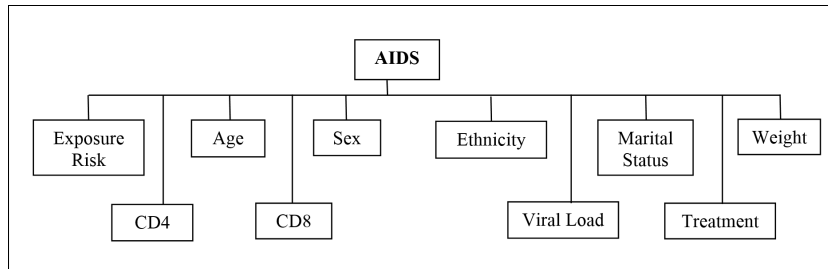 AIDS
Exposure
Risk
Age
Sex
Ethnicity
Marital
Status
Weight
CD4
CD8
Viral Load
Treatment